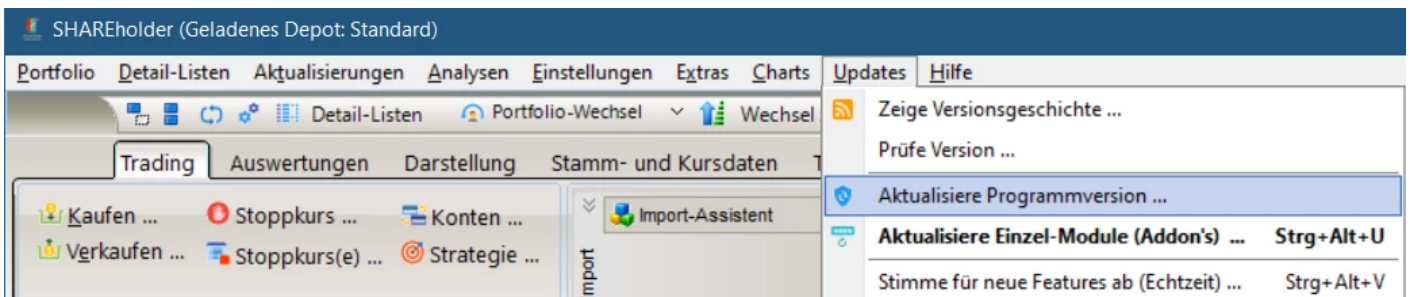 SHAREholder (Geladenes Depot: Standard)
Portfolio Detail-Listen Aktualisierungen Analysen Einstellungen Extras Charts Updates Hilfe
Detail-Listen Portfolio-Wechsel Wechsel
Zeige Versionsgeschichte ...
Prüfe Version ...
Trading Auswertungen Darstellung Stamm- und Kursdaten
Aktualisiere Programmversion ...
Kaufen ... Stoppkurs ... Konten ... Import-Assistent
Aktualisiere Einzel-Module (Addon's) ... Strg+Alt+U
Verkaufen ... Stoppkurs(e) ... Strategie ...
Stimme für neue Features ab (Echtzeit) ... Strg+Alt+V